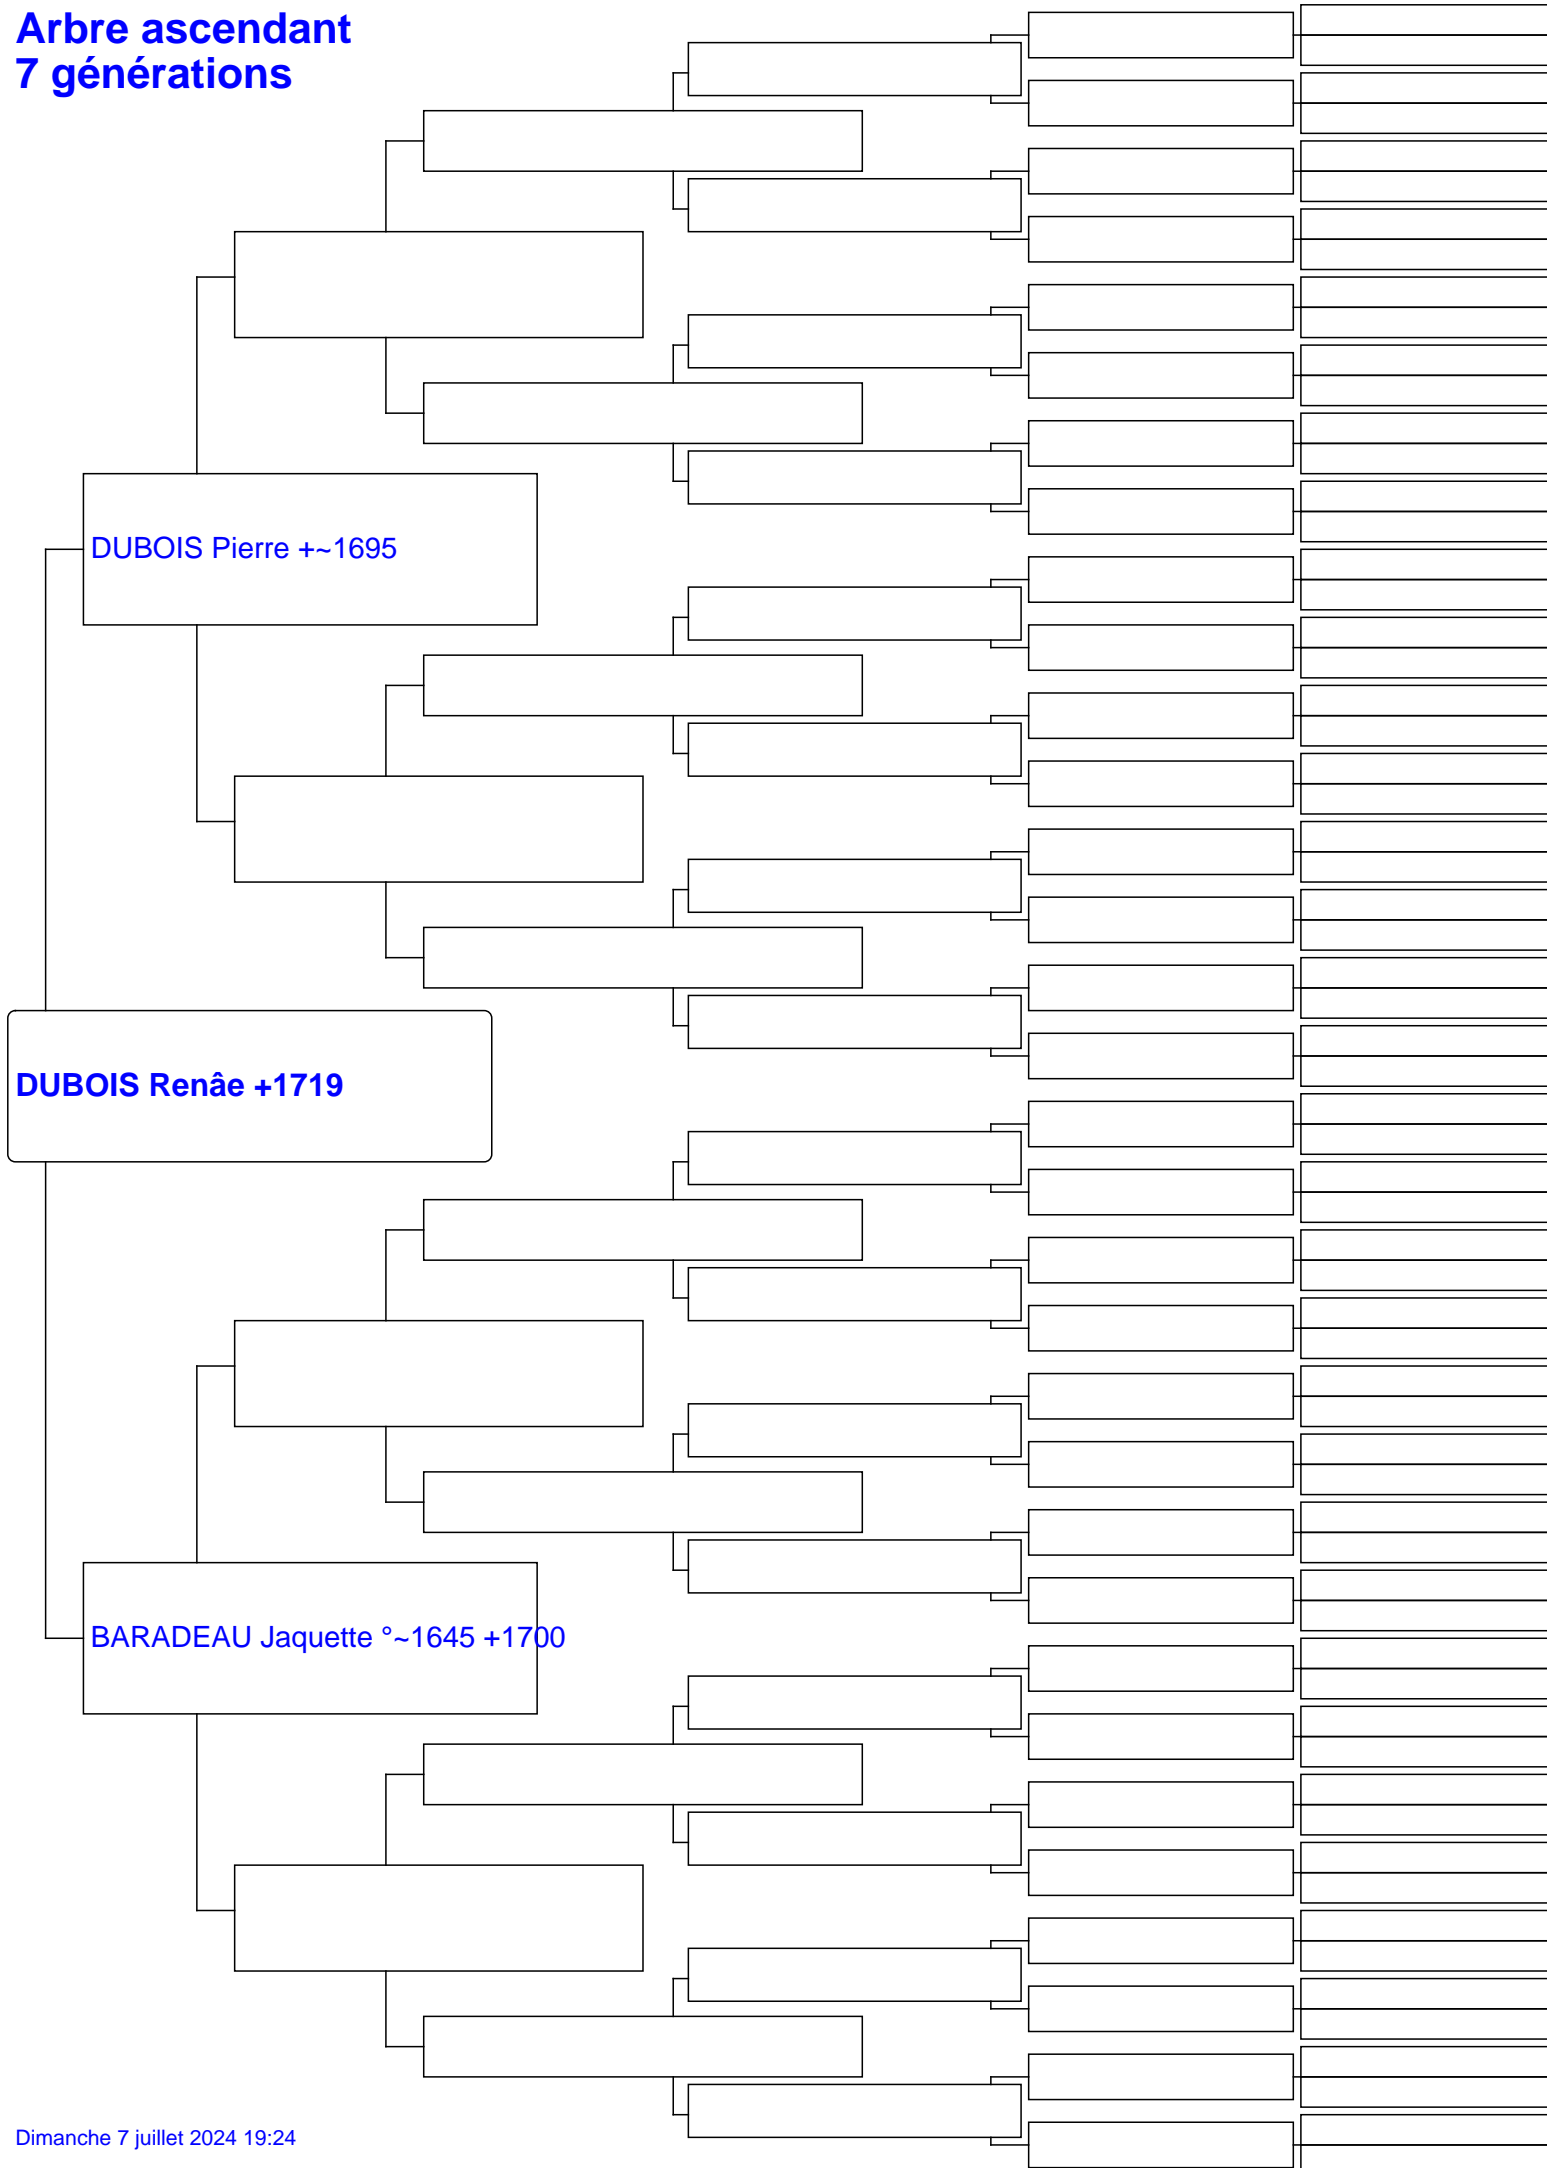 Arbre ascendant
7 générations
DUBOIS Pierre +~1695
DUBOIS Renâe +1719
BARADEAU Jaquette °~1645 +1700
Dimanche 7 juillet 2024 19:24